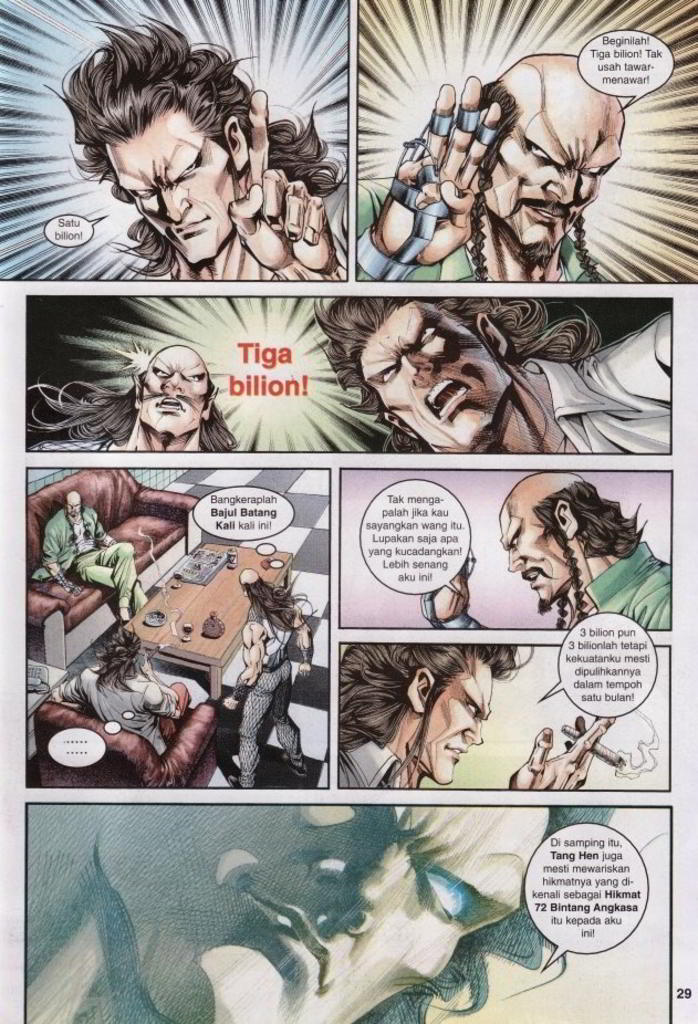 Satu
bilion!
Beginilah!
Tiga bilion! Tak
usah tawar-
menawar!
Tiga
bilion!
Bangkeraplah
Bajul Batang
Kali kali ini!
......
.....
Tak menga-
palah jika kau
sayangkan wang itu.
Lupakan saja apa
yang kucadangkan!
Lebih senang
aku ini!
3 bilion pun
3 bilionlah tetapi
kekuatanku mesti
dipulihkannya
dalam tempoh
satu bulan!
Di samping itu,
Tang Hen juga
mesti mewariskan
hikmatnya yang di-
kenali sebagai Hikmat
72 Bintang Angkasa
itu kepada aku
ini!
29